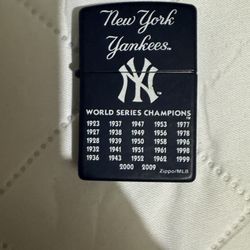 New York
Yankees™
NY
WORLD SERIES CHAMPIONS
1923 1937 1947 1953 1977
1927 1938 1949 1956 1978
1928 1939 1950 1958 1996
1932 1941 1951 1961 1998
1936 1943 1952 1962 1999
2000 2009
Zippo/MLB